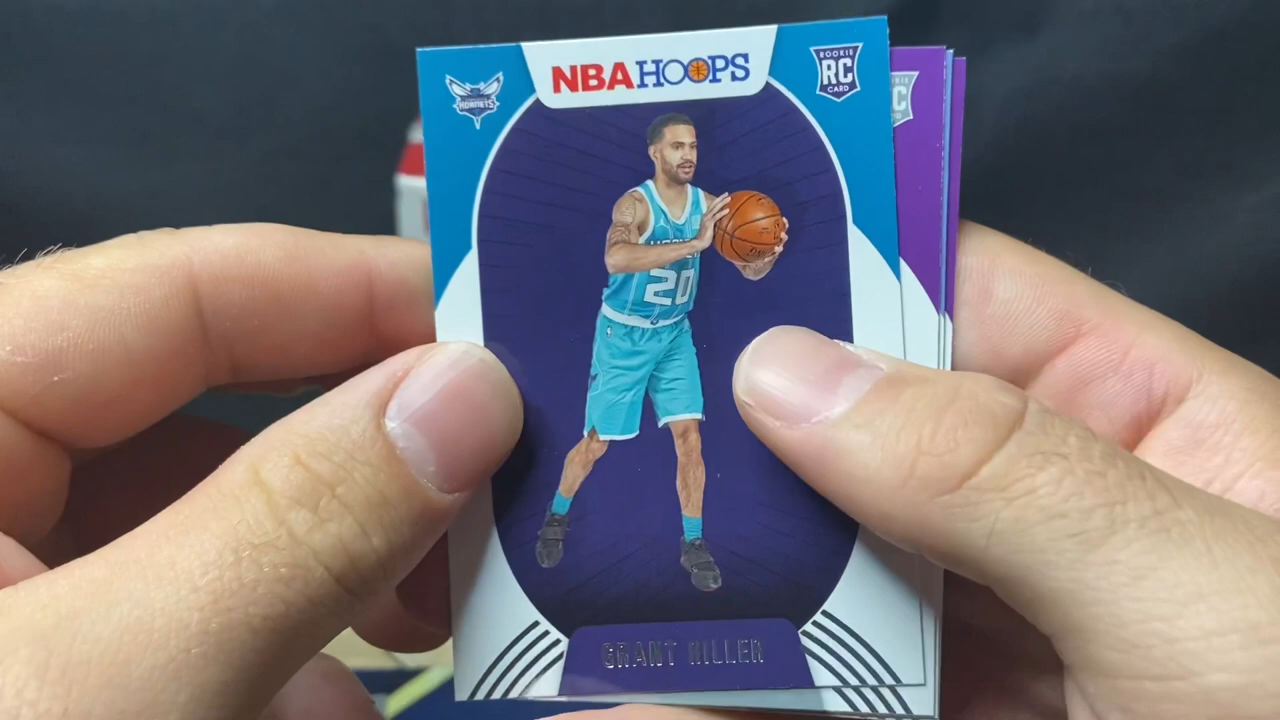 NBA HOOPS
ROOKIE
RC
CARD
HORNETS
20
GRANT RILLER